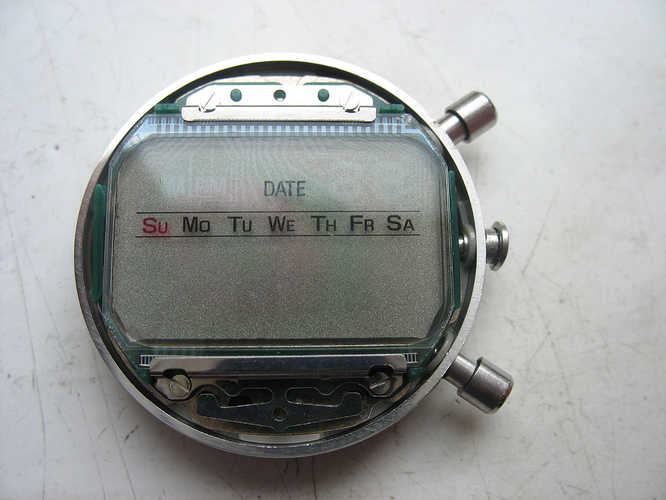 DATE
SU MO TU WE TH FR SA